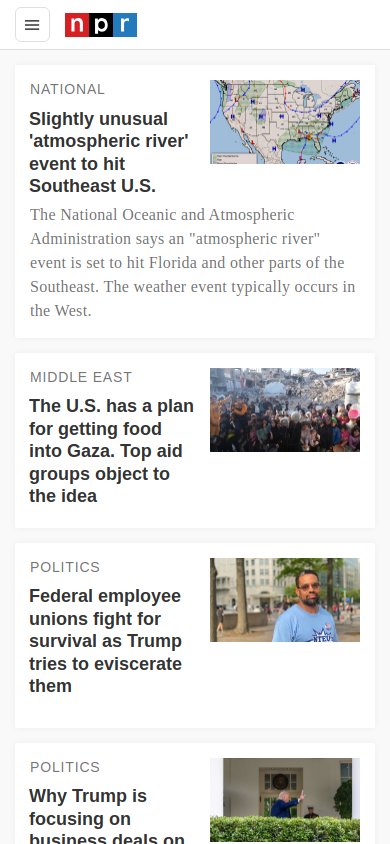 npr
NATIONAL
Slightly unusual
'atmospheric river'
event to hit
Southeast U.S.
The National Oceanic and Atmospheric
Administration says an "atmospheric river"
event is set to hit Florida and other parts of the
Southeast. The weather event typically occurs in
the West.
MIDDLE EAST
The U.S. has a plan
for getting food
into Gaza. Top aid
groups object to
the idea
POLITICS
Federal employee
unions fight for
survival as Trump
tries to eviscerate
them
POLITICS
Why Trump is
focusing on
business deals on